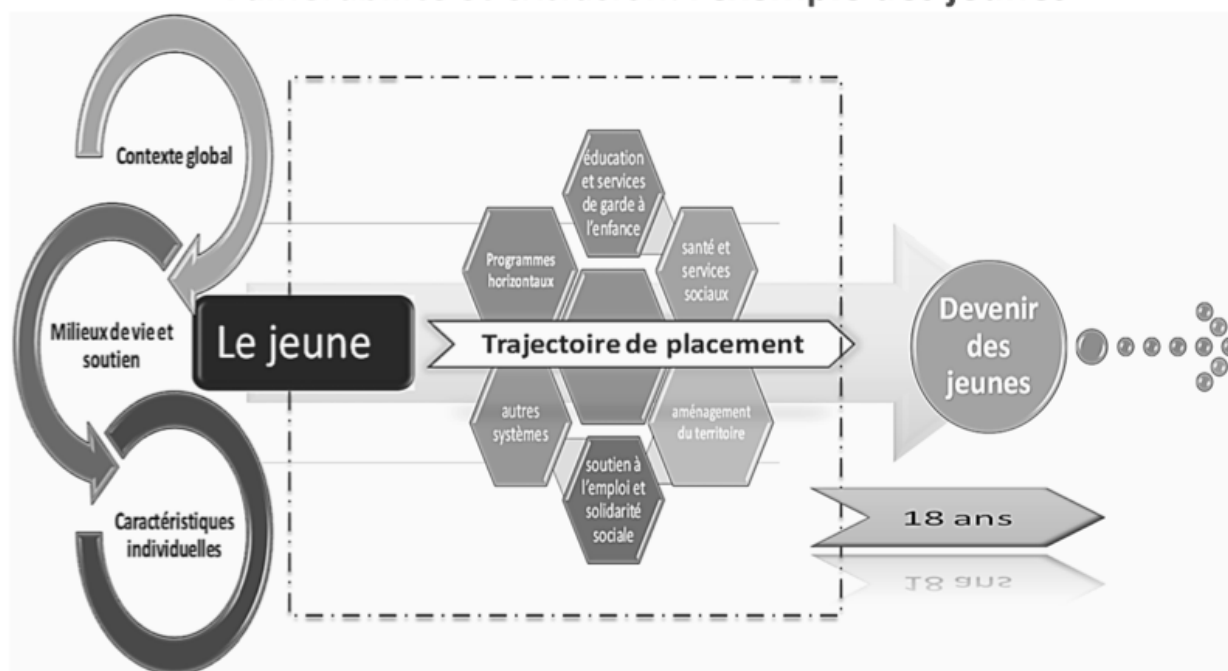 Contexte global
Milieux de vie et
soutien
Caractéristiques
individuelles
Le jeune
Trajectoire de placement
éducation
et services
de garde à
l'enfance
Programmes
horizontaux
santé et
services
sociaux
autres
systèmes
aménagement
du territoire
soutien à
l'emploi et
solidarité
sociale
Devenir
des
jeunes
18 ans
18 ans